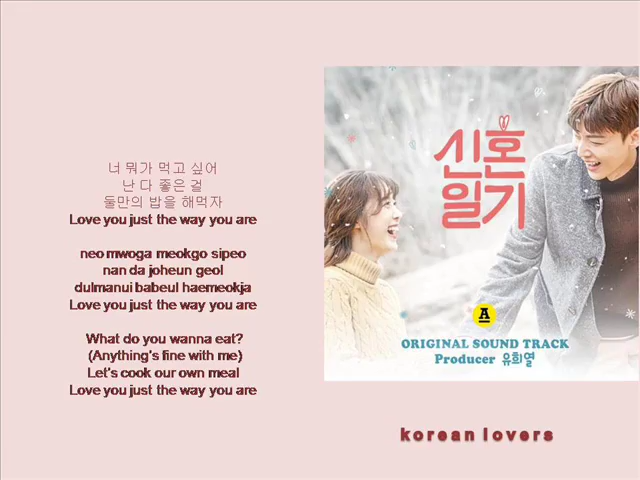 너 뭐가 먹고 싶어
난 다 좋은 걸
둘만의 밥을 해먹자
Love you just the way you are
neo mwoga meokgo sipeo
nan da joheun geol
dulmanui babeul haemeokja
Love you just the way you are
What do you wanna eat?
(Anything's fine with me)
Let's cook our own meal
Love you just the way you are
신혼
일기
A
ORIGINAL SOUND TRACK
Producer 유희열
korean lovers